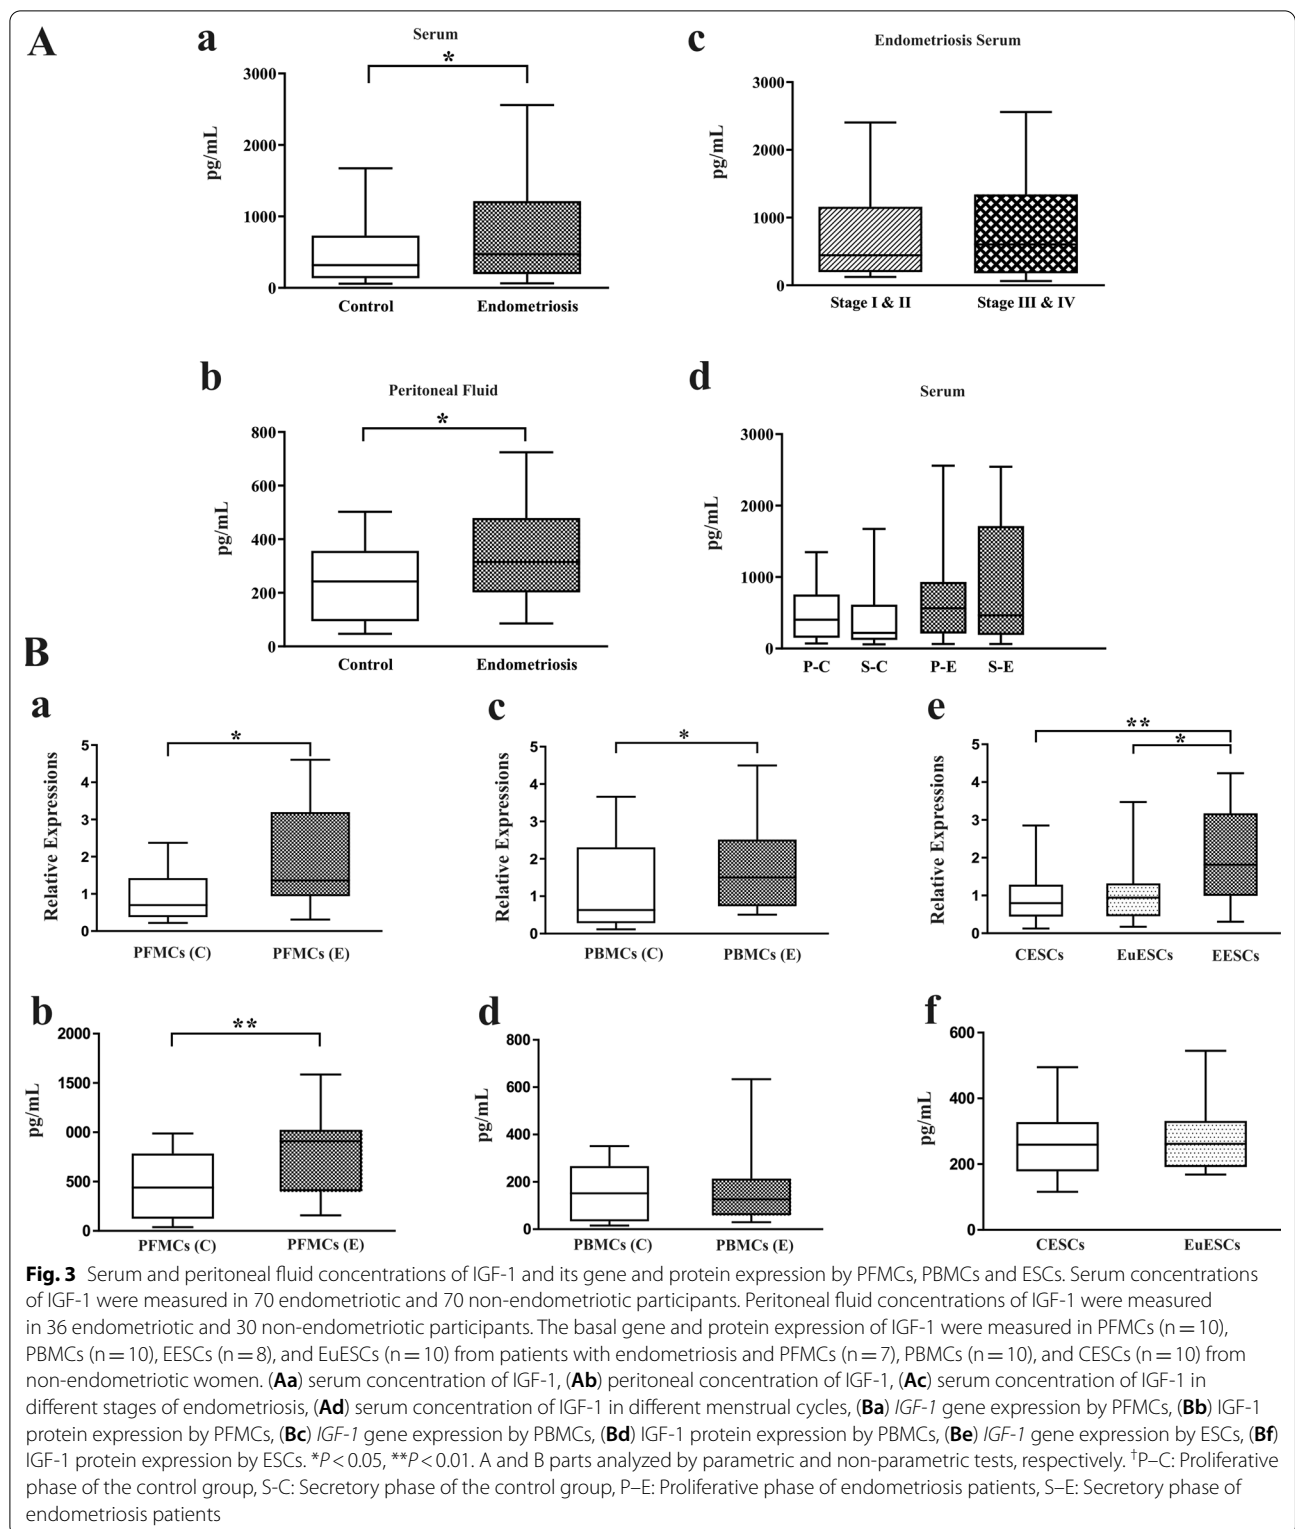 A
a
Serum
*
pg/mL
3000
2000
1000
0
Control
Endometriosis
c
Endometriosis Serum
pg/mL
3000
2000
1000
0
Stage I & II
Stage III & IV
b
Peritoneal Fluid
*
pg/mL
800
600
400
200
0
Control
Endometriosis
d
Serum
pg/mL
3000
2000
1000
0
P-C
S-C
P-E
S-E
B
a
*
Relative Expressions
5
4
3
2
1
0
PFMCs (C)
PFMCs (E)
c
*
Relative Expressions
5
4
3
2
1
0
PBMCs (C)
PBMCs (E)
e
**
*
Relative Expressions
5
4
3
2
1
0
CESCs
EuESCs
EESCs
b
**
pg/mL
2000
1500
000
500
0
PFMCs (C)
PFMCs (E)
d
pg/mL
800
600
400
200
0
PBMCs (C)
PBMCs (E)
f
pg/mL
600
400
200
0
CESCs
EuESCs
Fig. 3 Serum and peritoneal fluid concentrations of IGF-1 and its gene and protein expression by PFMCs, PBMCs and ESCs. Serum concentrations
of IGF-1 were measured in 70 endometriotic and 70 non-endometriotic participants. Peritoneal fluid concentrations of IGF-1 were measured
in 36 endometriotic and 30 non-endometriotic participants. The basal gene and protein expression of IGF-1 were measured in PFMCs (n = 10),
PBMCs (n = 10), EESCs (n = 8), and EuESCs (n = 10) from patients with endometriosis and PFMCs (n = 7), PBMCs (n = 10), and CESCs (n = 10) from
non-endometriotic women. (Aa) serum concentration of IGF-1, (Ab) peritoneal concentration of IGF-1, (Ac) serum concentration of IGF-1 in
different stages of endometriosis, (Ad) serum concentration of IGF-1 in different menstrual cycles, (Ba) IGF-1 gene expression by PFMCs, (Bb) IGF-1
protein expression by PFMCs, (Bc) IGF-1 gene expression by PBMCs, (Bd) IGF-1 protein expression by PBMCs, (Be) IGF-1 gene expression by ESCs, (Bf)
IGF-1 protein expression by ESCs. *P < 0.05, **P < 0.01. A and B parts analyzed by parametric and non-parametric tests, respectively. †P–C: Proliferative
phase of the control group, S-C: Secretory phase of the control group, P–E: Proliferative phase of endometriosis patients, S–E: Secretory phase of
endometriosis patients